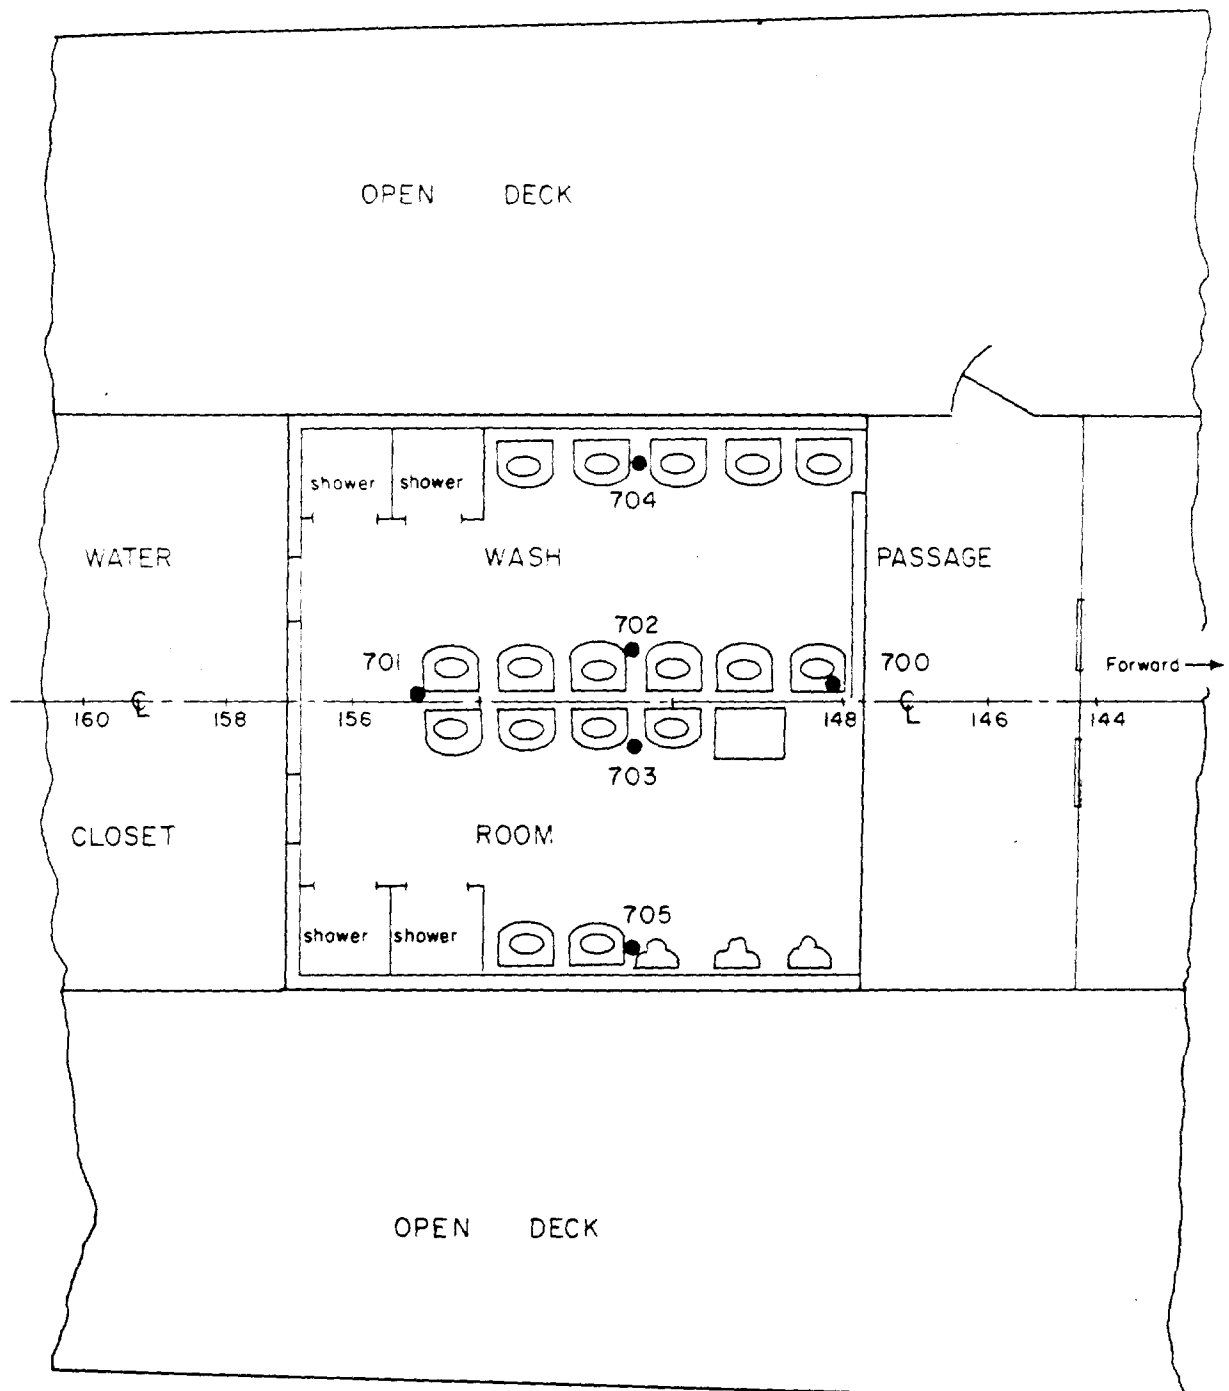 OPEN DECK
shower shower
704
WATER WASH PASSAGE
702
701 700 Forward
℄ ℄
160 158 156 148 146 144
703
CLOSET ROOM
705
shower shower
OPEN DECK